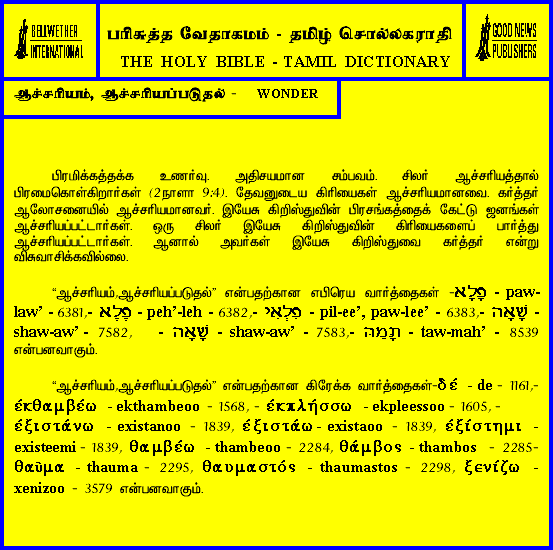 BELLWETHER
INTERNATIONAL
பரிசுத்த வேதாகமம் - தமிழ் சொல்லகராதி
THE HOLY BIBLE - TAMIL DICTIONARY
GOOD NEWS
PUBLISHERS
ஆச்சரியம், ஆச்சரியப்படுதல் - WONDER
பிரமிக்கத்தக்க உணர்வு. அதிசயமான சம்பவம். சிலர் ஆச்சரியத்தால்
பிரமைகொள்கிறார்கள் (2நாளா 9:4). தேவனுடைய கிரியைகள் ஆச்சரியமானவை. கர்த்தர்
ஆலோசனையில் ஆச்சரியமானவர். இயேசு கிறிஸ்துவின் பிரசங்கத்தைக் கேட்டு ஜனங்கள்
ஆச்சரியப்பட்டார்கள். ஒரு சிலர் இயேசு கிறிஸ்துவின் கிரியைகளைப் பார்த்து
ஆச்சரியப்பட்டார்கள். ஆனால் அவர்கள் இயேசு கிறிஸ்துவை கர்த்தர் என்று
விசுவாசிக்கவில்லை.
“ஆச்சரியம்,ஆச்சரியப்படுதல்” என்பதற்கான எபிரெய வார்த்தைகள் -פָּלָא - paw-
law’ - 6381,- פֶּלֶא - peh’-leh - 6382,- פִּלְאִי - pil-ee’, paw-lee’ - 6383,- שָׁאָה -
shaw-aw’ - 7582, - שָׁאָה - shaw-aw’ - 7583,- תָּמַהּ - taw-mah’ - 8539
என்பனவாகும்.
“ஆச்சரியம்,ஆச்சரியப்படுதல்” என்பதற்கான கிரேக்க வார்த்தைகள்-δέ - de - 1161,-
ἐκθαμβέω - ekthambeoo - 1568, - ἐκπλήσσω - ekpleessoo - 1605, -
ἐξιστάνω - existanoo - 1839, ἐξιστάω - existaoo - 1839, ἐξίστημι -
existeemi - 1839, θαμβέω - thambeoo - 2284, θάμβος - thambos - 2285-
θαῦμα - thauma - 2295, θαυμαστός - thaumastos - 2298, ξενίζω -
xenizoo - 3579 என்பனவாகும்.